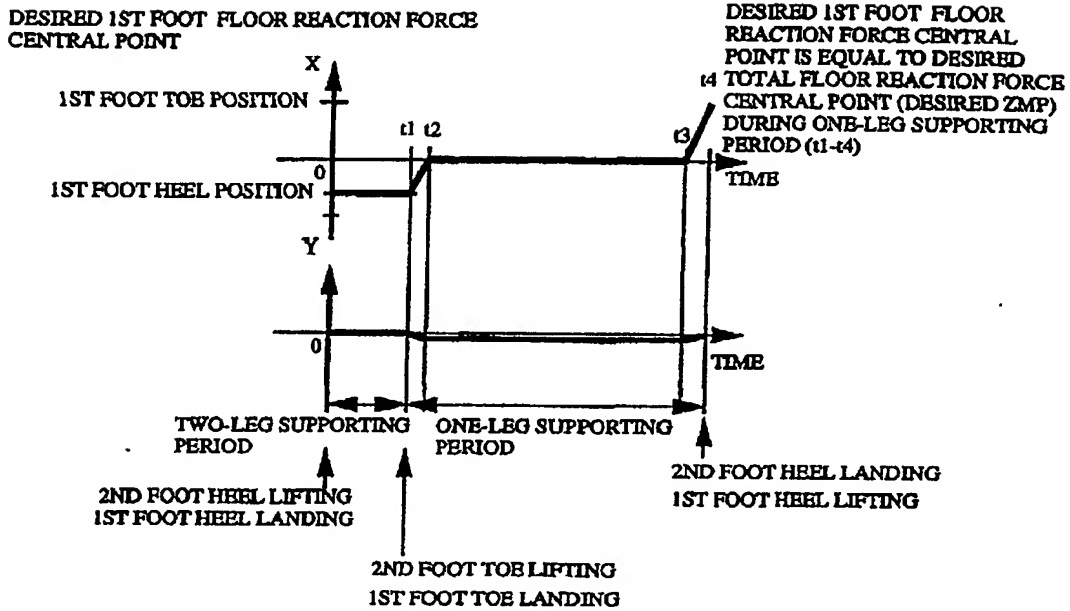 DESIRED 1ST FOOT FLOOR REACTION FORCE
CENTRAL POINT
DESIRED 1ST FOOT FLOOR
REACTION FORCE CENTRAL
POINT IS EQUAL TO DESIRED
TOTAL FLOOR REACTION FORCE
CENTRAL POINT (DESIRED ZMP)
DURING ONE-LEG SUPPORTING
PERIOD (t1-t4)
X
1ST FOOT TOE POSITION
t1 t2
t3
t4
0
1ST FOOT HEEL POSITION
TIME
Y
0
TIME
TWO-LEG SUPPORTING
PERIOD
ONE-LEG SUPPORTING
PERIOD
2ND FOOT HEEL LIFTING
1ST FOOT HEEL LANDING
2ND FOOT HEEL LANDING
1ST FOOT HEEL LIFTING
2ND FOOT TOE LIFTING
1ST FOOT TOE LANDING